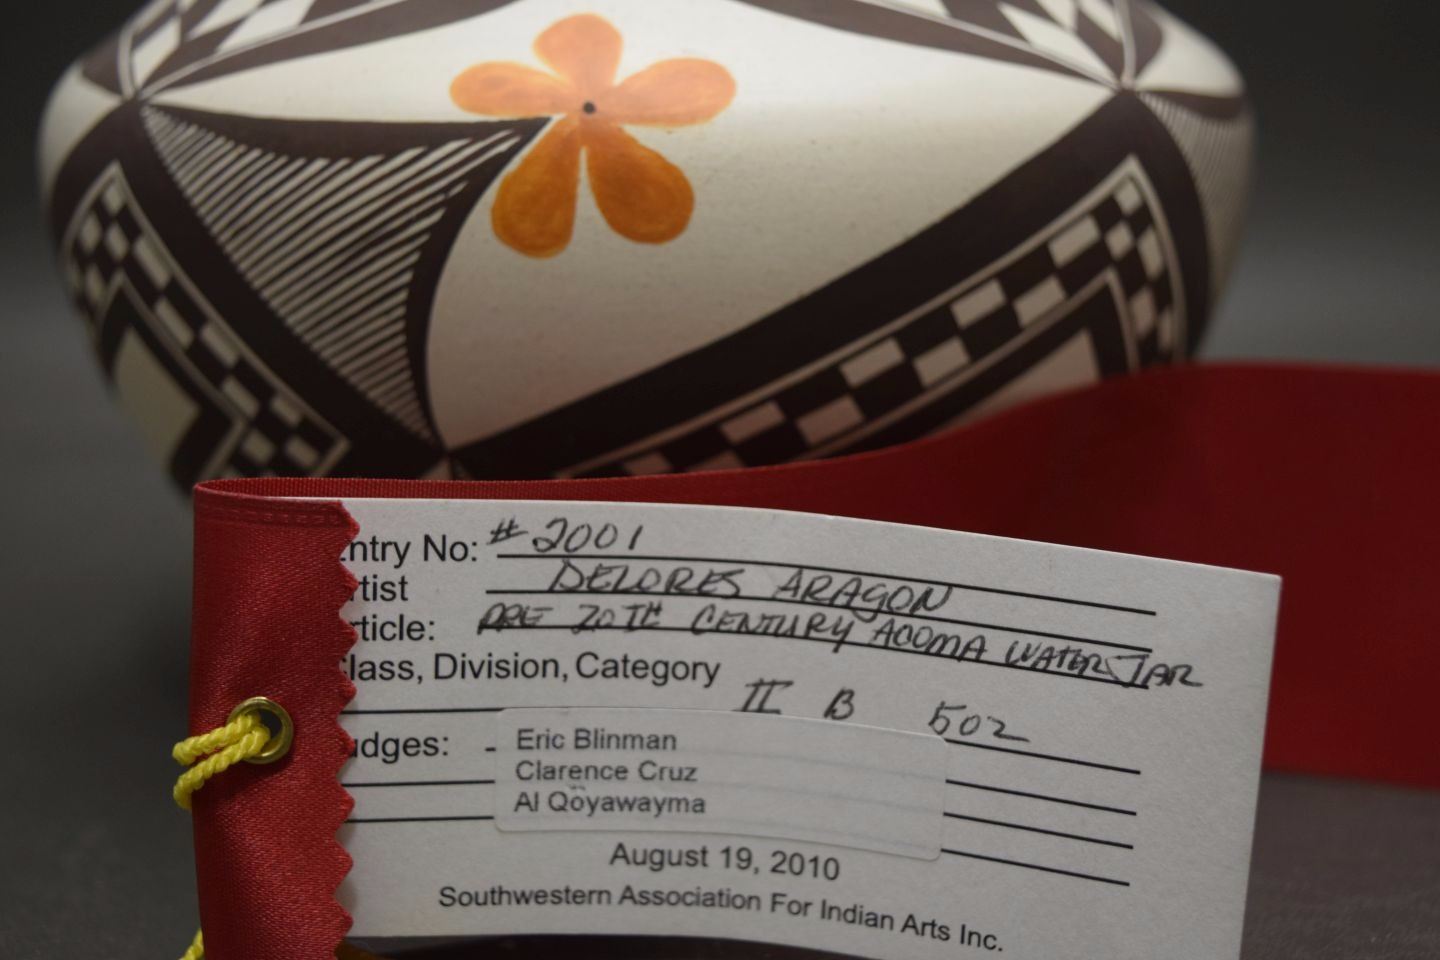 ntry No: #2001
rtist DELORES ARAGON
rticle: PRE 20TH CENTURY ACOMA WATER JAR
lass, Division, Category
II B 502
udges: Eric Blinman
Clarence Cruz
Al Qöyawayma
August 19, 2010
Southwestern Association For Indian Arts Inc.